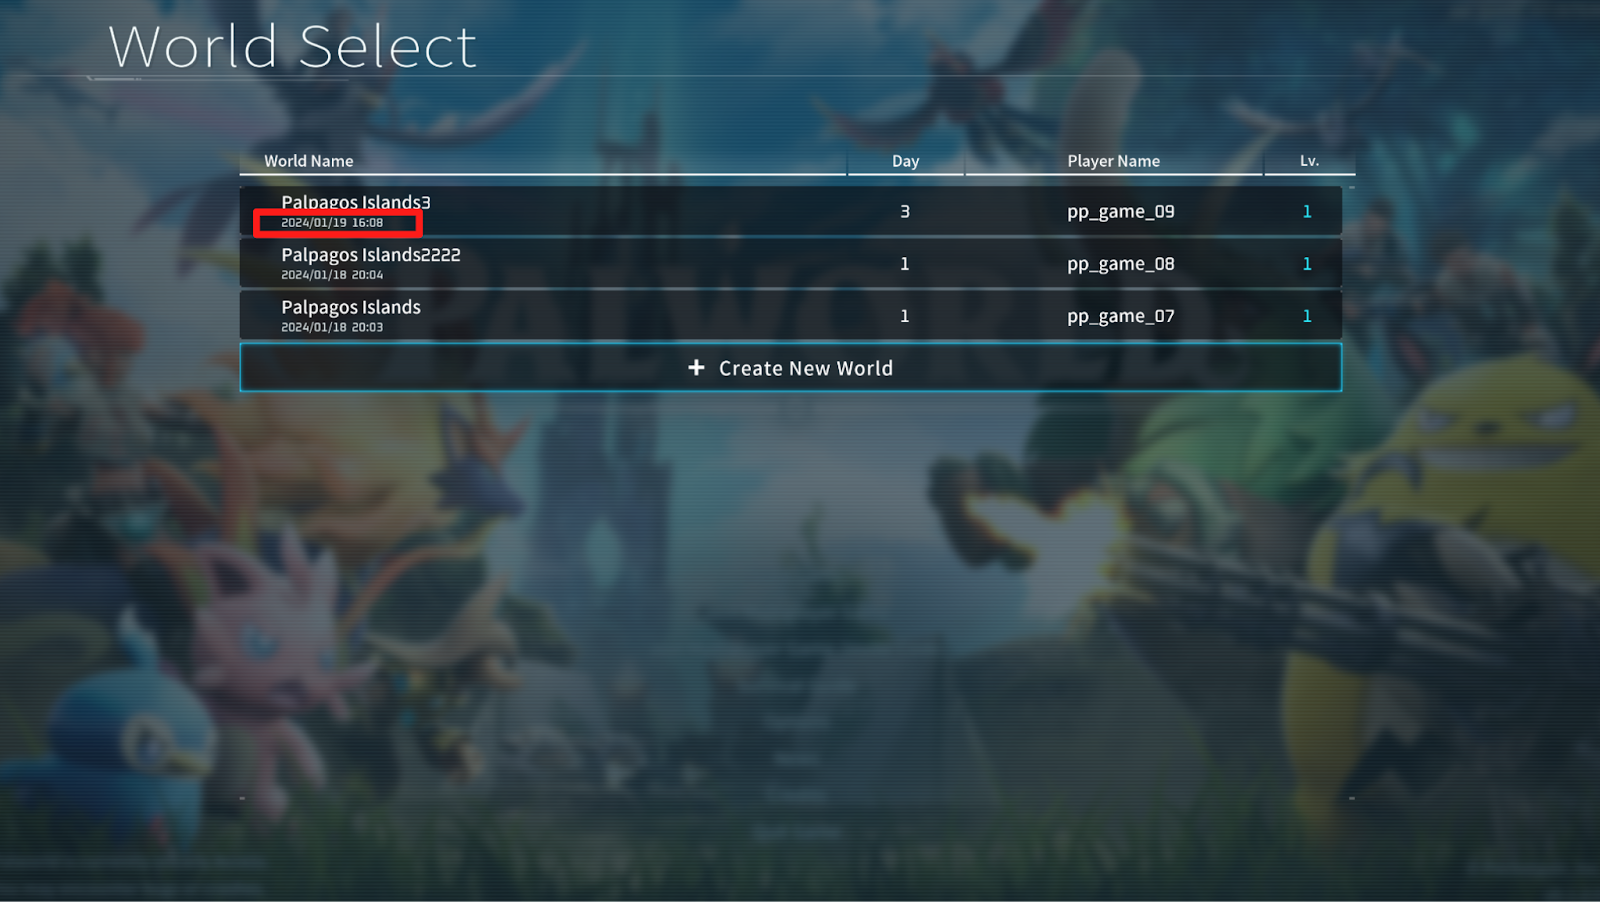 World Select
World Name Day Player Name Lv.
Palpagos Islands3 3 pp_game_09 1
2024/01/19 16:08
Palpagos Islands2222 1 pp_game_08 1
2024/01/18 20:04
Palpagos Islands 1 pp_game_07 1
2024/01/18 20:03
PALWORLD
+ Create New World